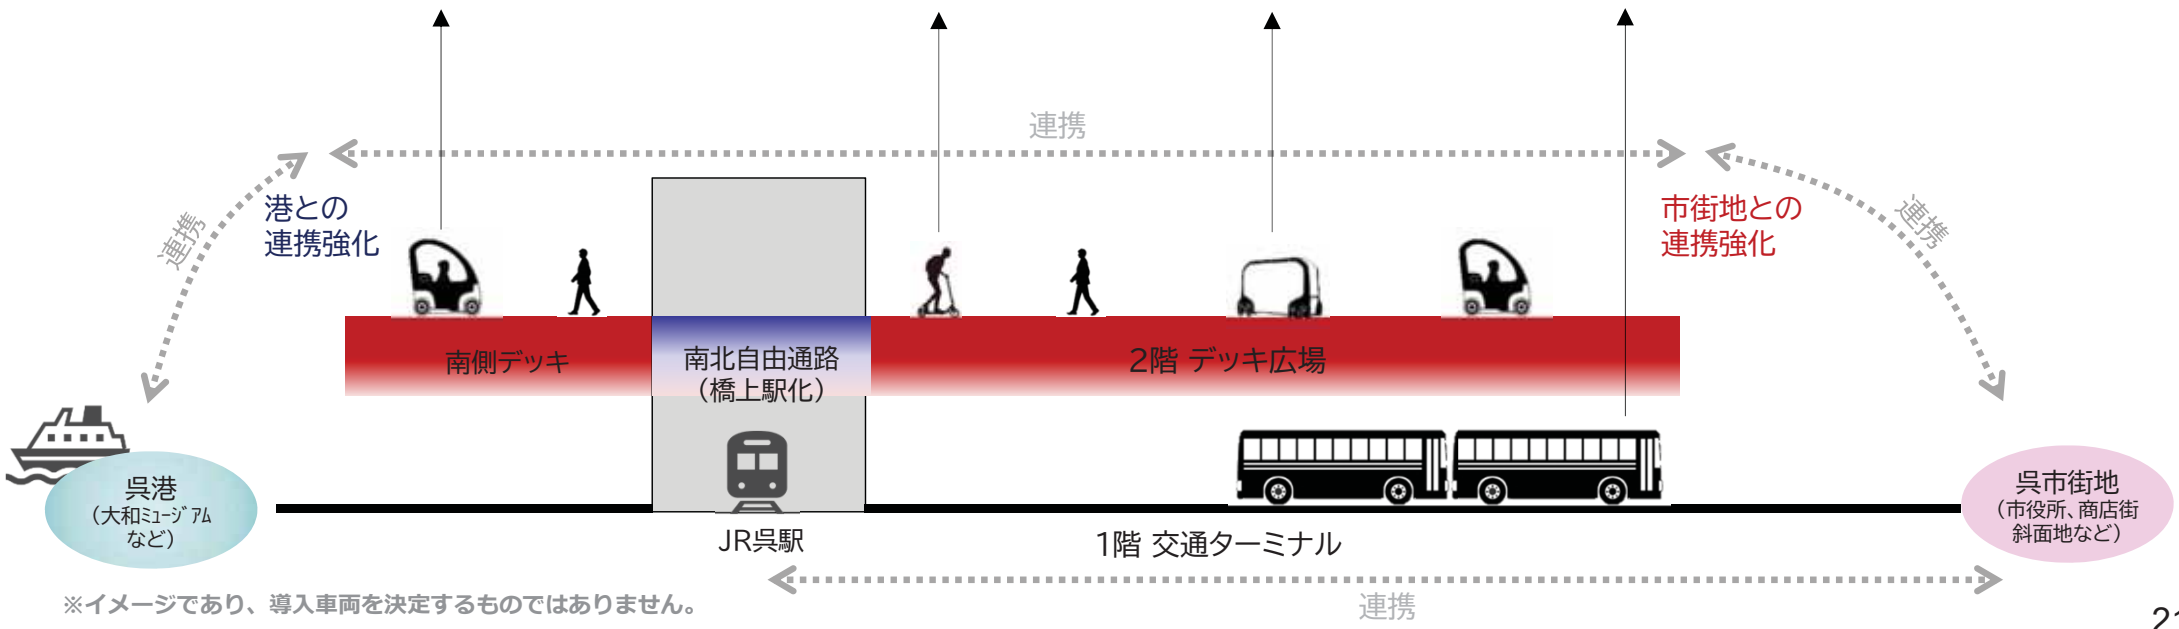 連携
連携
港との
連携強化
市街地との
連携強化
連携
南側デッキ
南北自由通路
（橋上駅化）
2階 デッキ広場
呉港
（大和ミュージアム
など）
JR呉駅
1階 交通ターミナル
呉市街地
（市役所、商店街
斜面地など）
連携
※イメージであり、導入車両を決定するものではありません。
21